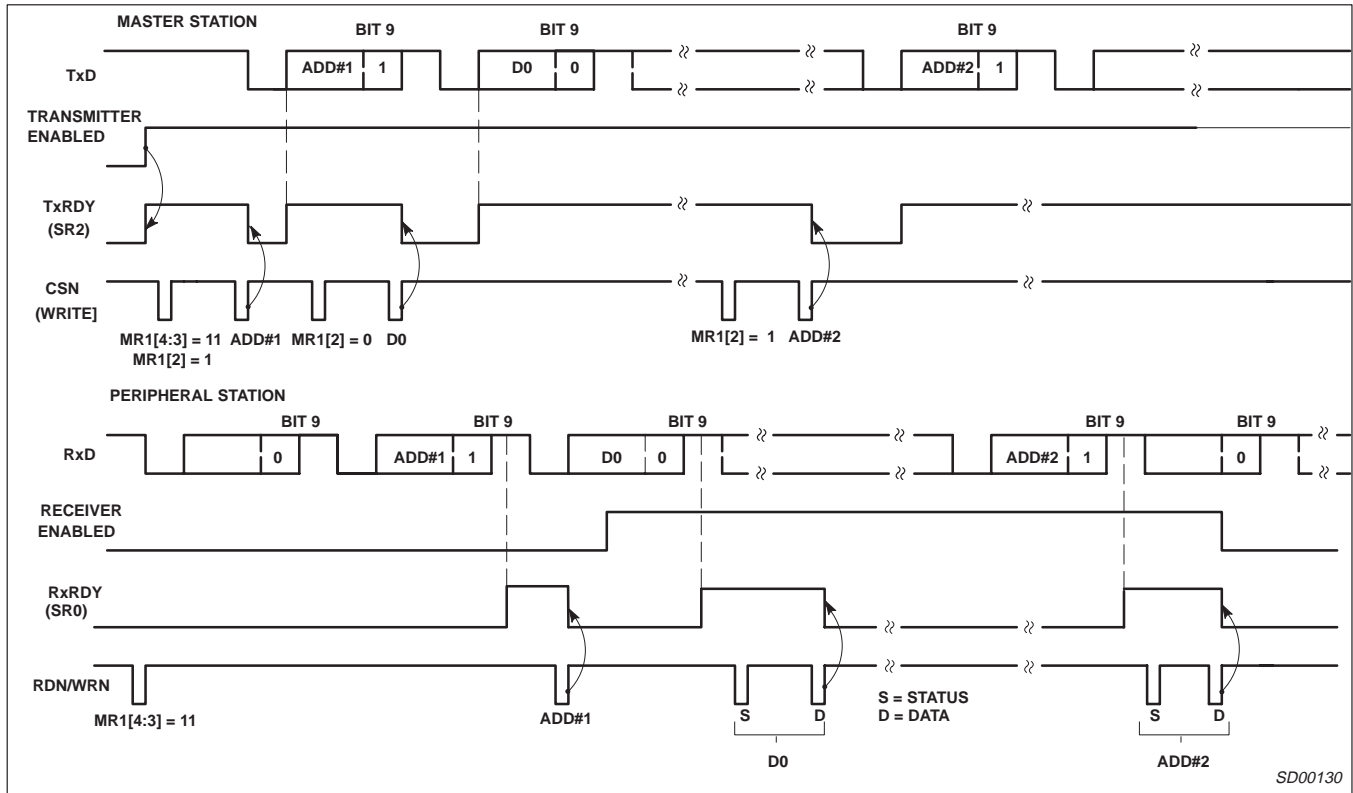 MASTER STATION
BIT 9 BIT 9 BIT 9
TxD ADD#1 1 D0 0 ADD#2 1
TRANSMITTER
ENABLED
TxRDY
(SR2)
CSN
(WRITE]
MR1[4:3] = 11 ADD#1 MR1[2] = 0 D0 MR1[2] = 1 ADD#2
MR1[2] = 1
PERIPHERAL STATION
BIT 9 BIT 9 BIT 9 BIT 9 BIT 9
RxD 0 ADD#1 1 D0 0 ADD#2 1 0
RECEIVER
ENABLED
RxRDY
(SR0)
RDN/WRN
MR1[4:3] = 11 ADD#1 S D S = STATUS S D
D = DATA
D0 ADD#2
SD00130